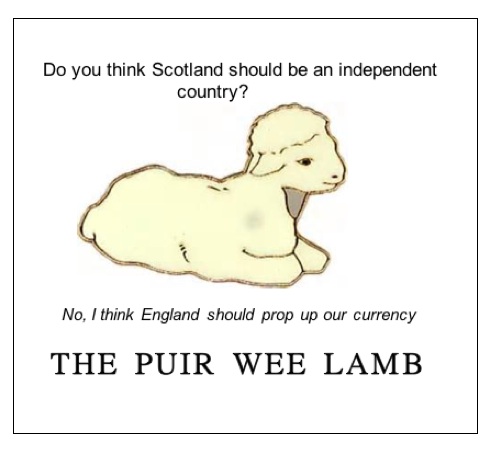 Do you think Scotland should be an independent
country?
No, I think England should prop up our currency
THE PUIR WEE LAMB